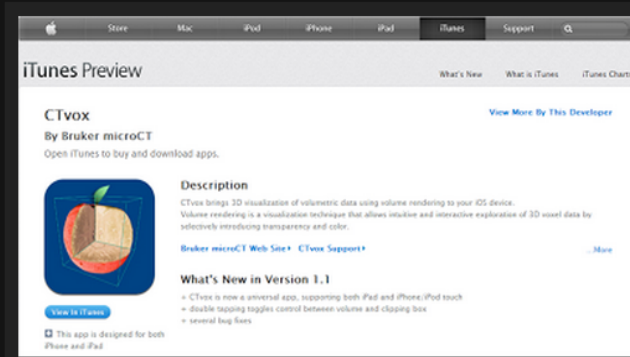 Store Mac iPod iPhone iPad iTunes Support
iTunes Preview
What's New What is iTunes iTunes Charts
CTvox
View More By This Developer
By Bruker microCT
Open iTunes to buy and download apps.
Description
CTvox brings 3D visualization of volumetric data using volume rendering to your iOS device.
Volume rendering is a visualization technique that allows intuitive and interactive exploration of 3D voxel data by
selectively introducing transparency and color.
Bruker microCT Web Site CTvox Support
...More
What's New in Version 1.1
+ CTvox is now a universal app, supporting both iPad and iPhone/iPod touch
+ double tapping toggles control between volume and clipping box
+ several bug fixes
View In iTunes
This app is designed for both
iPhone and iPad